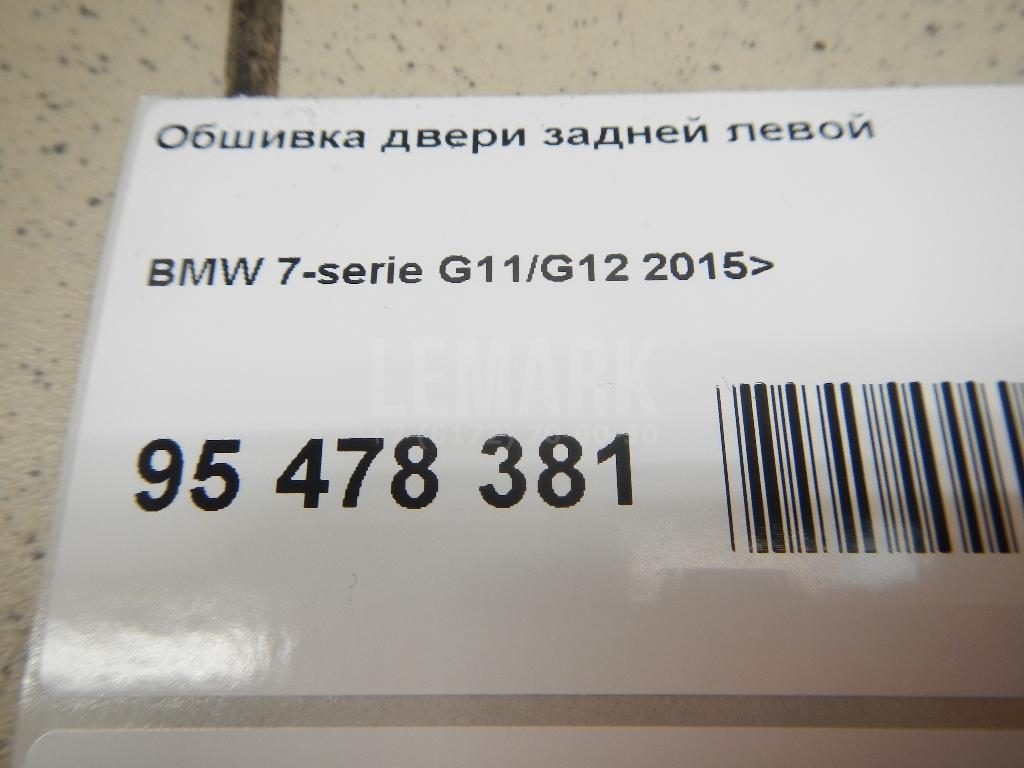 Обшивка двери задней левой
BMW 7-serie G11/G12 2015>
LEMARK
95 478 381